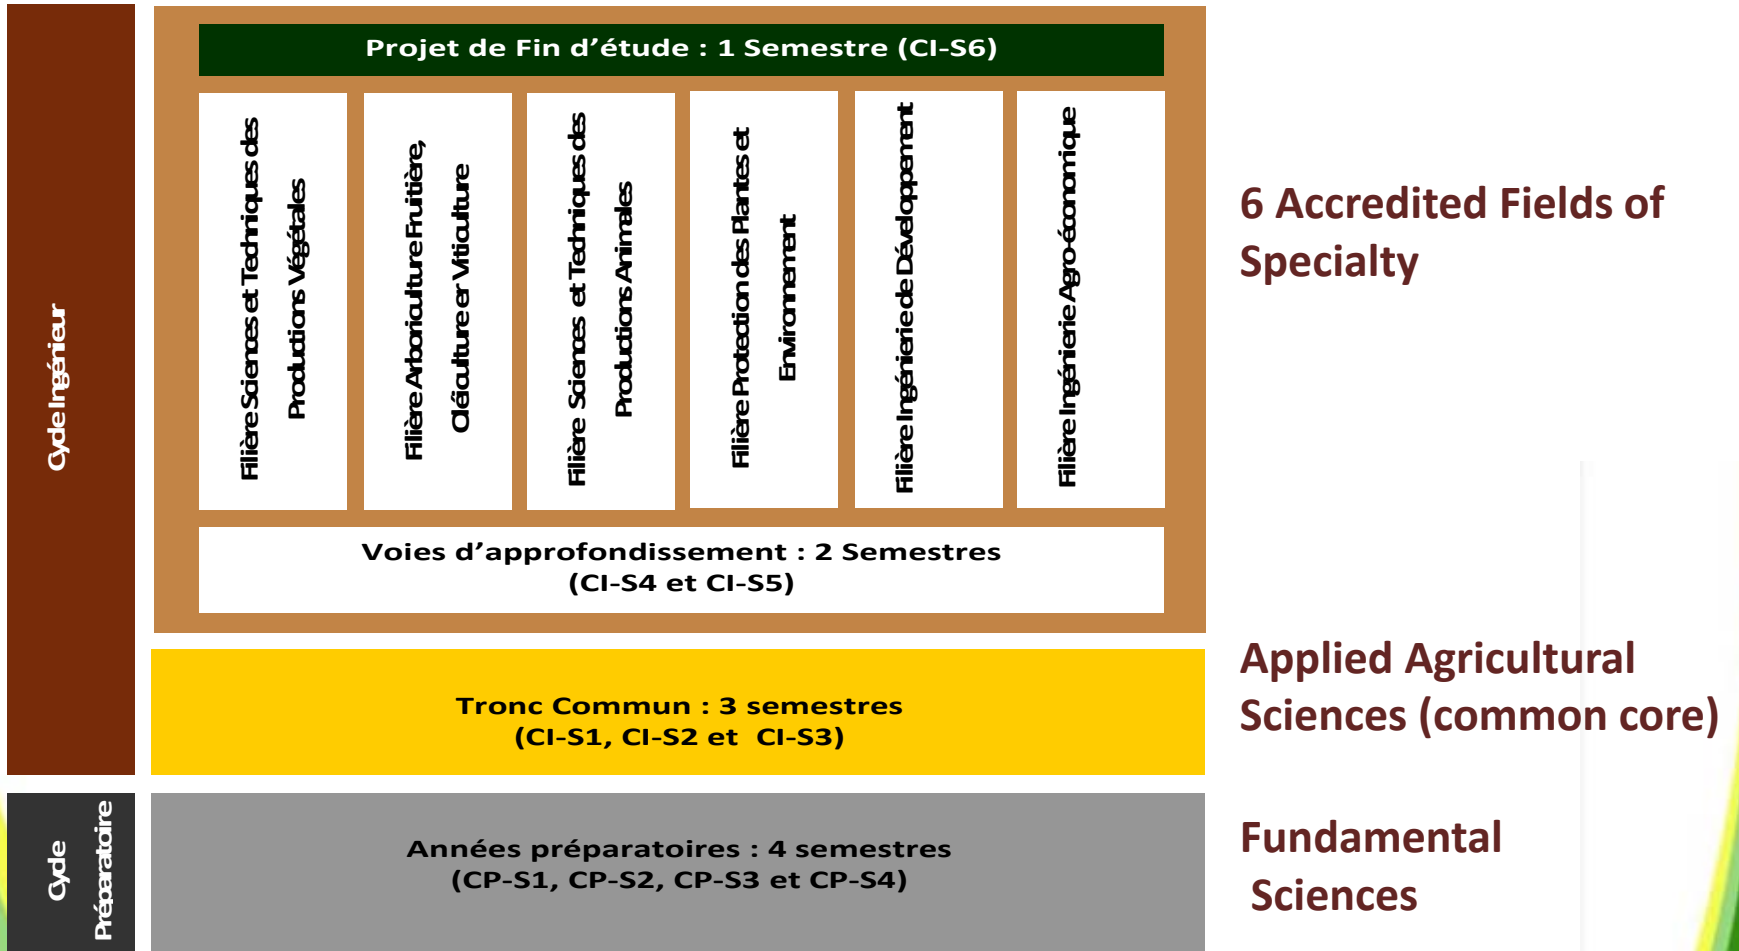 Projet de Fin d’étude : 1 Semestre (CI-S6)
Cycle Ingénieur
Filière Sciences et Techniques des
Productions Végétales
Filière Arboriculture Fruitière,
Oléiculture er Viticulture
Filière Sciences et Techniques des
Productions Animales
Filière Protection des Plantes et
Environnement
Filière Ingénierie de Développement
Filière Ingénierie Agro-économique
6 Accredited Fields of
Specialty
Voies d’approfondissement : 2 Semestres
(CI-S4 et CI-S5)
Tronc Commun : 3 semestres
(CI-S1, CI-S2 et CI-S3)
Applied Agricultural
Sciences (common core)
Cycle
Préparatoire
Années préparatoires : 4 semestres
(CP-S1, CP-S2, CP-S3 et CP-S4)
Fundamental
Sciences